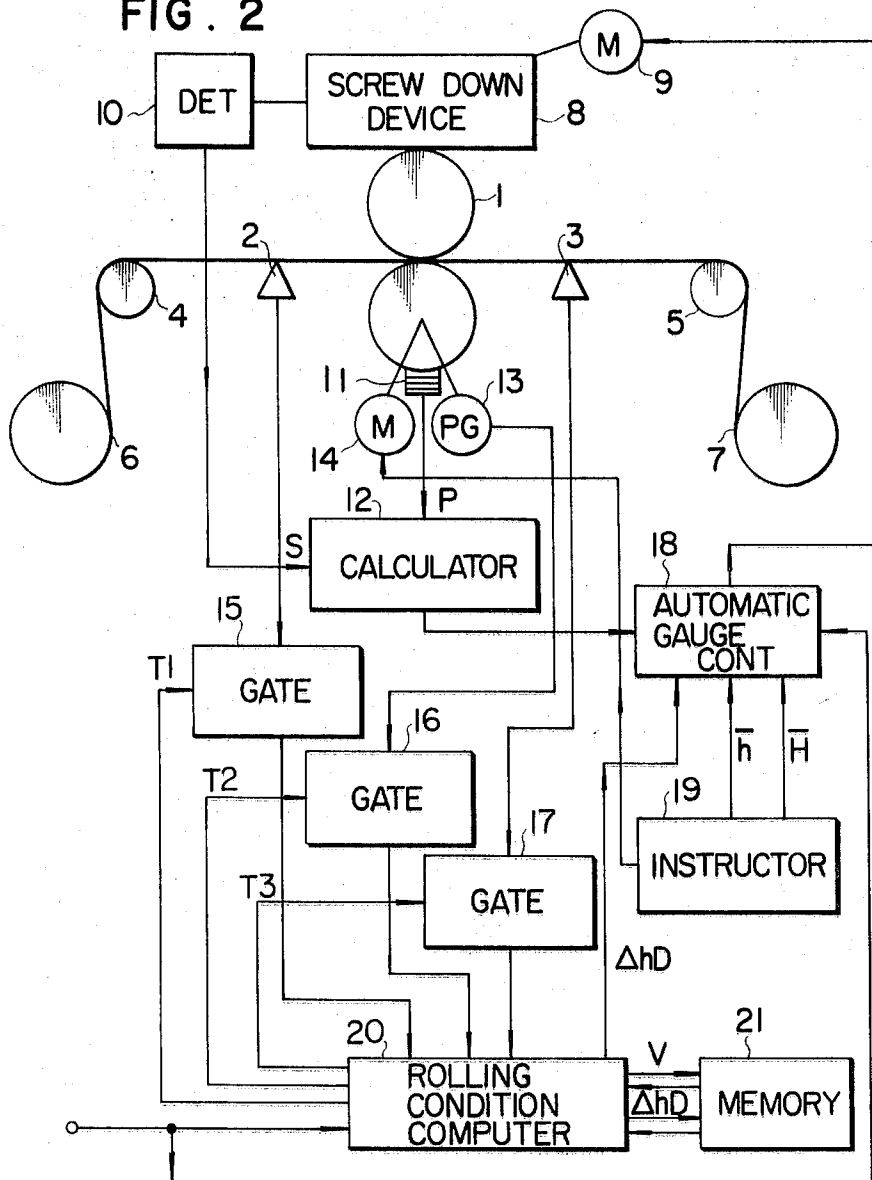 FIG. 2
M
9
10
DET
SCREW DOWN
DEVICE
8
1
2
3
4
5
11
13
M
PG
14
6
7
12
P
S
CALCULATOR
18
AUTOMATIC
GAUGE
CONT
15
T1
GATE
16
h
H
T2
GATE
19
17
INSTRUCTOR
T3
GATE
ΔhD
20
V
21
ROLLING
CONDITION
COMPUTER
ΔhD
MEMORY